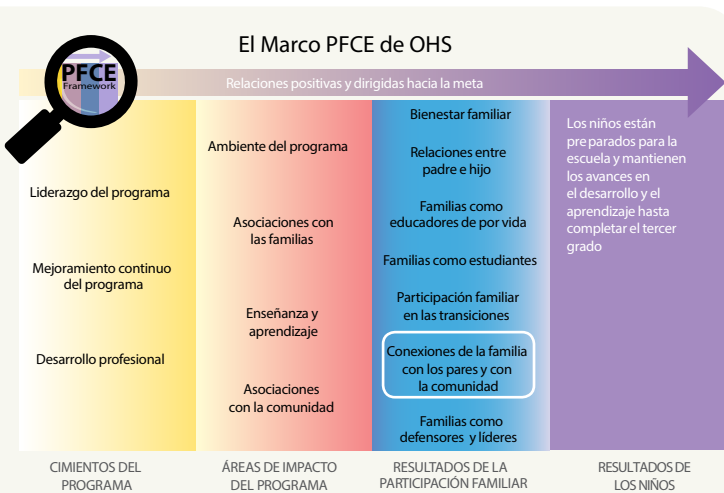 El Marco PFCE de OHS
PFCE
Framework
Relaciones positivas y dirigidas hacia la meta
Liderazgo del programa
Mejoramiento continuo
del programa
Desarrollo profesional
Ambiente del programa
Asociaciones con
las familias
Enseñanza y
aprendizaje
Asociaciones
con la comunidad
Bienestar familiar
Relaciones entre
padre e hijo
Familias como
educadores de por vida
Familias como estudiantes
Participación familiar
en las transiciones
Conexiones de la familia
con los pares y con
la comunidad
Familias como
defensores y líderes
Los niños están
preparados para la
escuela y mantienen
los avances en
el desarrollo y el
aprendizaje hasta
completar el tercer
grado
CIMIENTOS DEL
PROGRAMA
ÁREAS DE IMPACTO
DEL PROGRAMA
RESULTADOS DE LA
PARTICIPACIÓN FAMILIAR
RESULTADOS DE
LOS NIÑOS